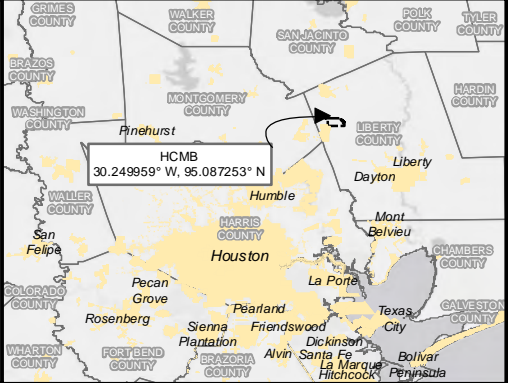 GRIMES
COUNTY
WALKER
COUNTY
POLK
COUNTY
TYLER
COUNTY
SAN JACINTO
COUNTY
BRAZOS
COUNTY
HARDIN
COUNTY
MONTGOMERY
COUNTY
WASHINGTON
COUNTY
Pinehurst
LIBERTY
COUNTY
HCMB
30.249959° W, 95.087253° N
Liberty
Dayton
WALLER
COUNTY
Humble
Mont
Belvieu
HARRIS
COUNTY
San
Felipe
Houston
CHAMBERS
COUNTY
La Porte
Pecan
Grove
COLORADO
COUNTY
GALVESTON
COUNTY
Pearland
Texas
City
Rosenberg
Sienna
Plantation
Friendswood
Dickinson
WHARTON
COUNTY
FORT BEND
COUNTY
BRAZORIA
COUNTY
Alvin
Santa Fe
La Marque
Hitchcock
Bolivar
Peninsula